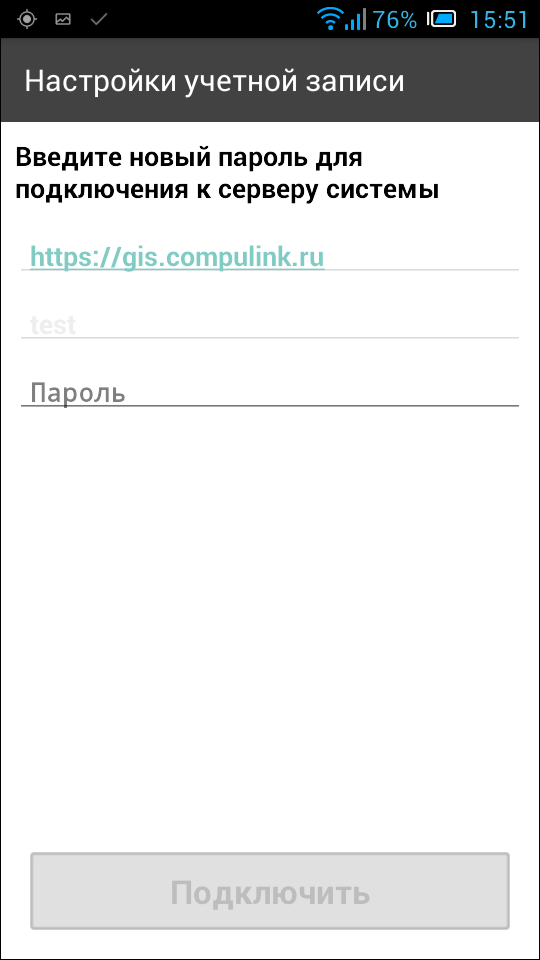 76% 15:51
Настройки учетной записи
Введите новый пароль для
подключения к серверу системы
https://gis.compulink.ru
test
Пароль
Подключить